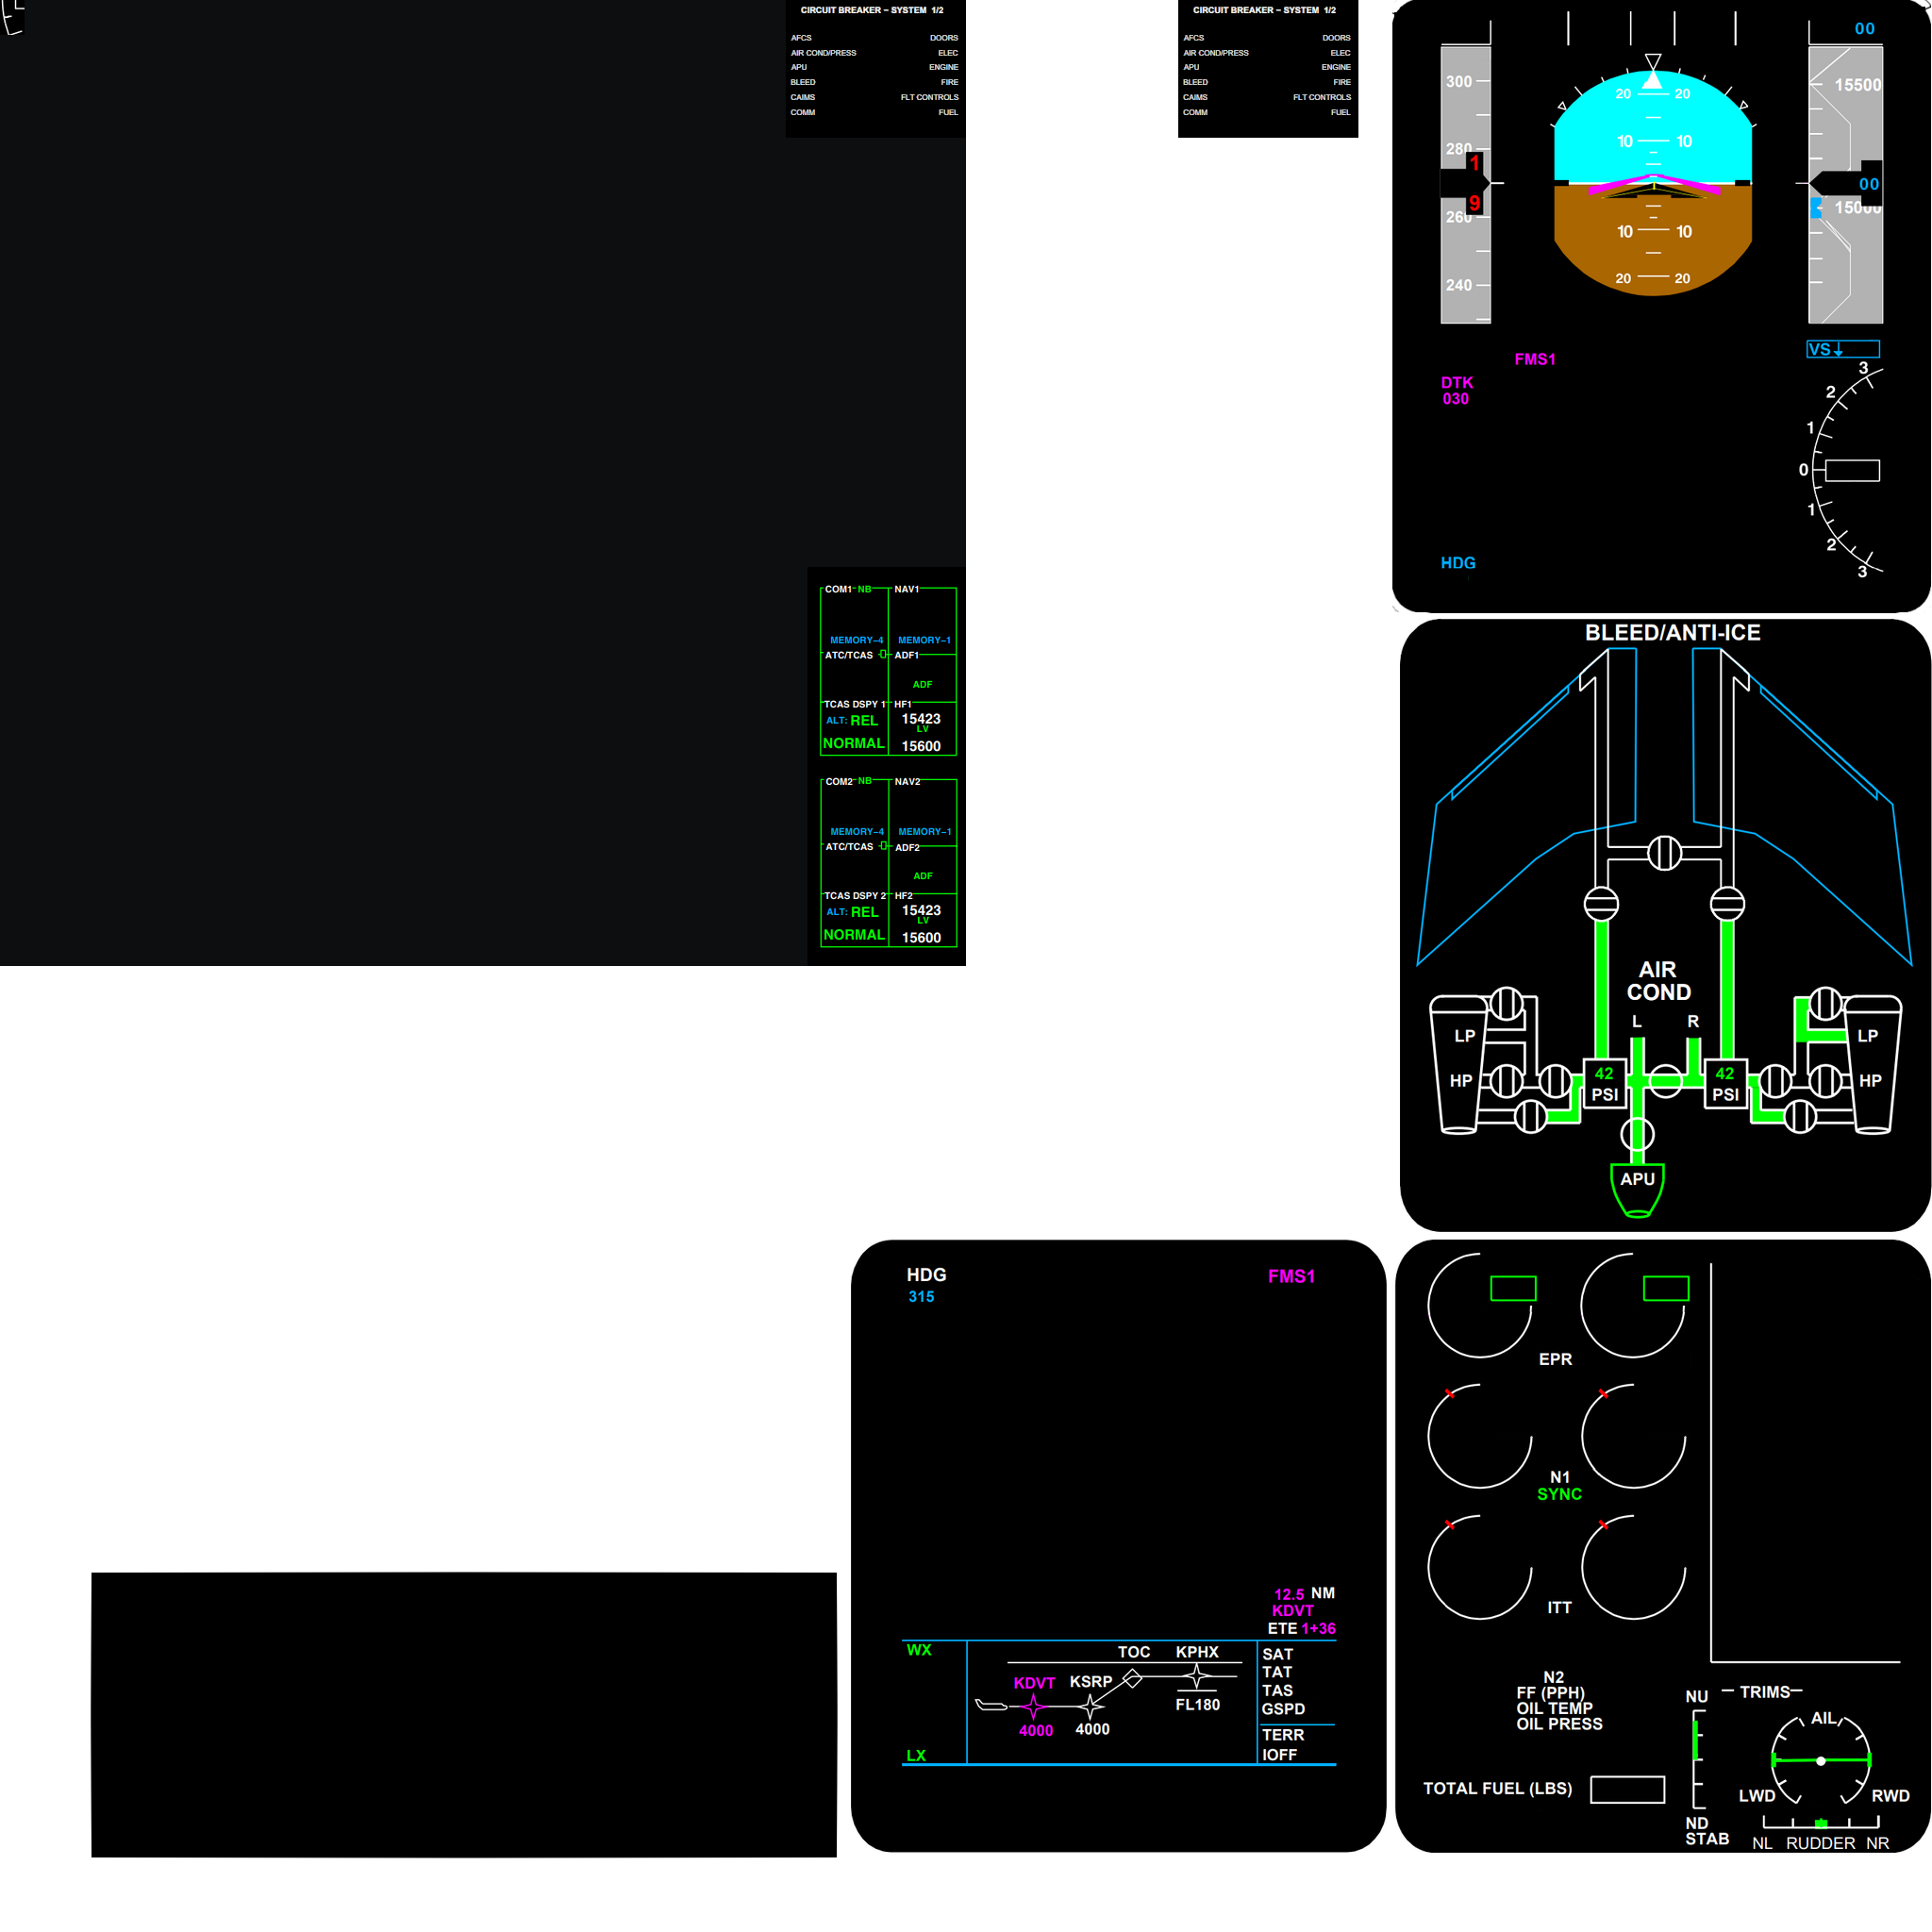 CIRCUIT BREAKER – SYSTEM 1/2
AFCS DOORS
AIR COND/PRESS ELEC
APU ENGINE
BLEED FIRE
CAIMS FLT CONTROLS
COMM FUEL
CIRCUIT BREAKER – SYSTEM 1/2
AFCS DOORS
AIR COND/PRESS ELEC
APU ENGINE
BLEED FIRE
CAIMS FLT CONTROLS
COMM FUEL
00
300
280
260
240
1
9
20 20
10 10
10 10
20 20
15500
00
15000
FMS1
DTK
030
HDG
VS
3
2
1
0
1
2
3
COM1 NB NAV1
MEMORY–4 MEMORY–1
ATC/TCAS ADF1
ADF
TCAS DSPY 1 HF1
ALT: REL 15423
LV
NORMAL 15600
COM2 NB NAV2
MEMORY–4 MEMORY–1
ATC/TCAS ADF2
ADF
TCAS DSPY 2 HF2
ALT: REL 15423
LV
NORMAL 15600
BLEED/ANTI-ICE
AIR
COND
L R
LP LP
HP HP
42 42
PSI PSI
APU
HDG FMS1
315
12.5 NM
KDVT
ETE 1+36
WX
TOC KPHX
KDVT KSRP
FL180
4000 4000
LX
SAT
TAT
TAS
GSPD
TERR
IOFF
EPR
N1
SYNC
ITT
N2
FF (PPH)
OIL TEMP
OIL PRESS
TOTAL FUEL (LBS)
NU TRIMS
AIL
LWD RWD
ND
STAB
NL RUDDER NR